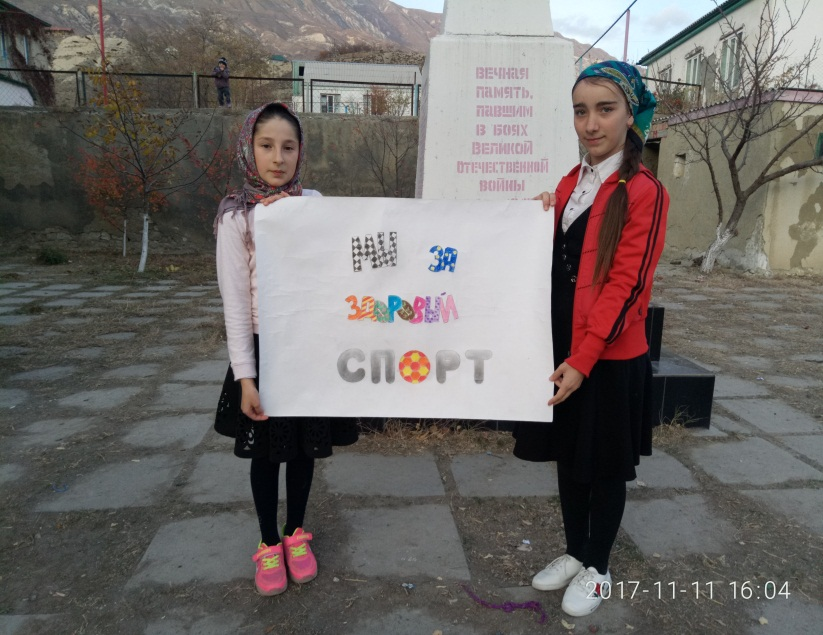 ВЕЧНАЯ
ПАМЯТЬ,
ПАВШИМ
В БОЯХ
ВЕЛИКОЙ
ОТЕЧЕСТВЕННОЙ
ВОЙНЫ
МЫ ЗА
ЗДОРОВЫЙ
СПОРТ
2017-11-11 16:04